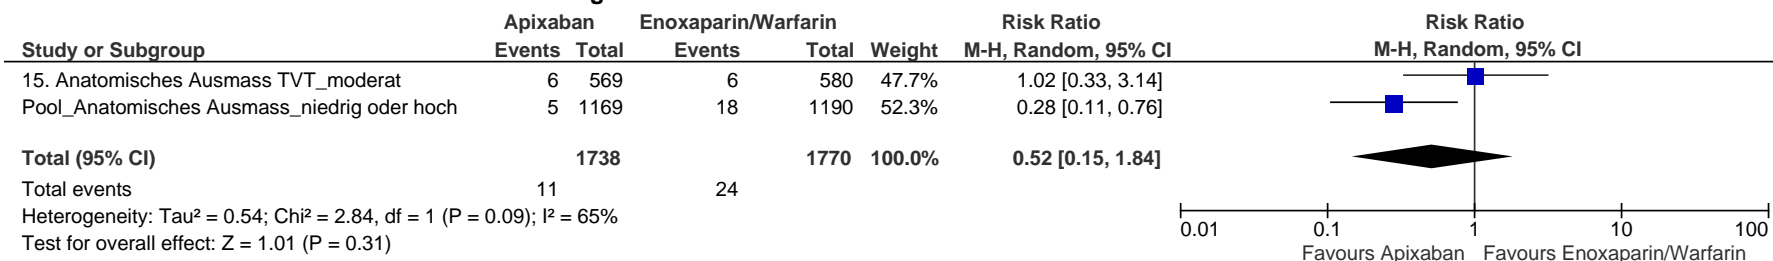 Apixaban Enoxaparin/Warfarin Risk Ratio Risk Ratio
Study or Subgroup Events Total Events Total Weight M-H, Random, 95% CI M-H, Random, 95% CI
15. Anatomisches Ausmass TVT_moderat 6 569 6 580 47.7% 1.02 [0.33, 3.14]
Pool_Anatomisches Ausmass_niedrig oder hoch 5 1169 18 1190 52.3% 0.28 [0.11, 0.76]
Total (95% CI) 1738 1770 100.0% 0.52 [0.15, 1.84]
Total events 11 24
Heterogeneity: Tau² = 0.54; Chi² = 2.84, df = 1 (P = 0.09); I² = 65%
Test for overall effect: Z = 1.01 (P = 0.31)
0.01 0.1 1 10 100
Favours Apixaban Favours Enoxaparin/Warfarin